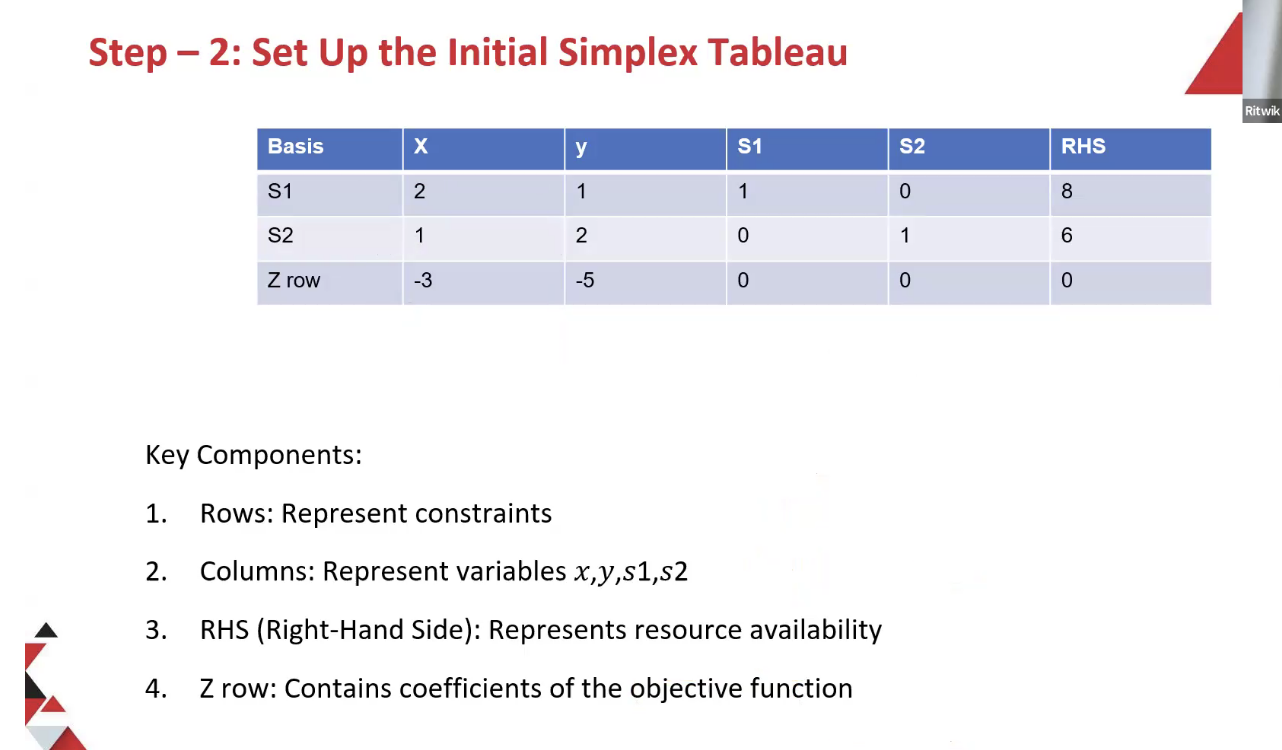 Step – 2: Set Up the Initial Simplex Tableau
Ritwik
Basis X y S1 S2 RHS
S1 2 1 1 0 8
S2 1 2 0 1 6
Z row -3 -5 0 0 0
Key Components:
1. Rows: Represent constraints
2. Columns: Represent variables x,y,s1,s2
3. RHS (Right-Hand Side): Represents resource availability
4. Z row: Contains coefficients of the objective function